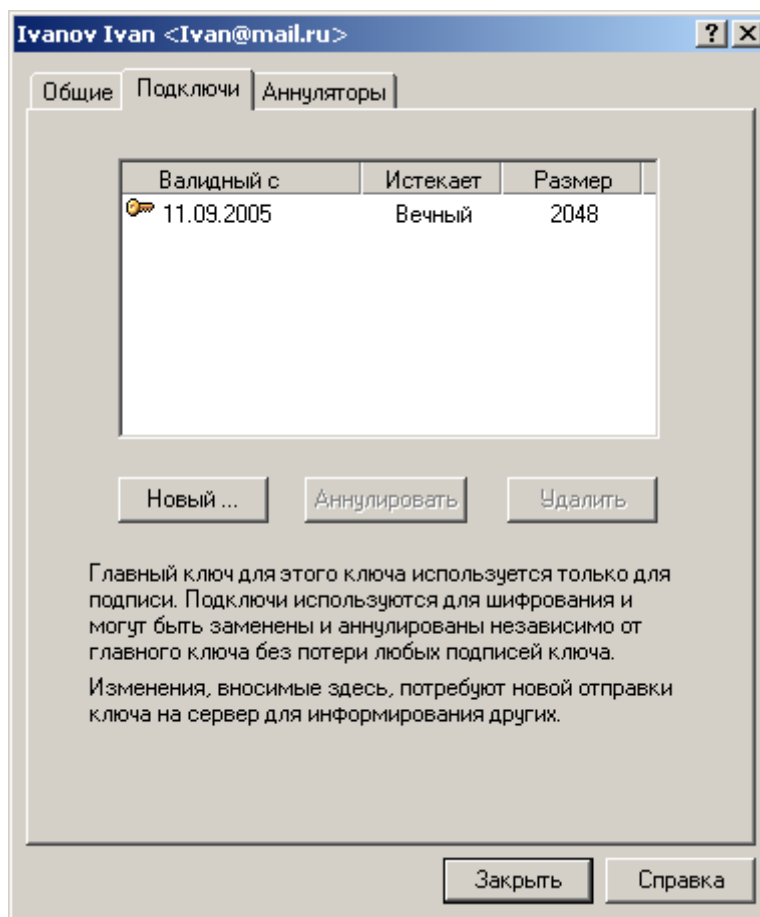 Ivanov Ivan <Ivan@mail.ru>
Общие Подключи Аннуляторы
Валидный с Истекает Размер
11.09.2005 Вечный 2048
Новый ... Аннулировать Удалить
Главный ключ для этого ключа используется только для
подписи. Подключи используются для шифрования и
могут быть заменены и аннулированы независимо от
главного ключа без потери любых подписей ключа.
Изменения, вносимые здесь, потребуют новой отправки
ключа на сервер для информирования других.
Закрыть Справка